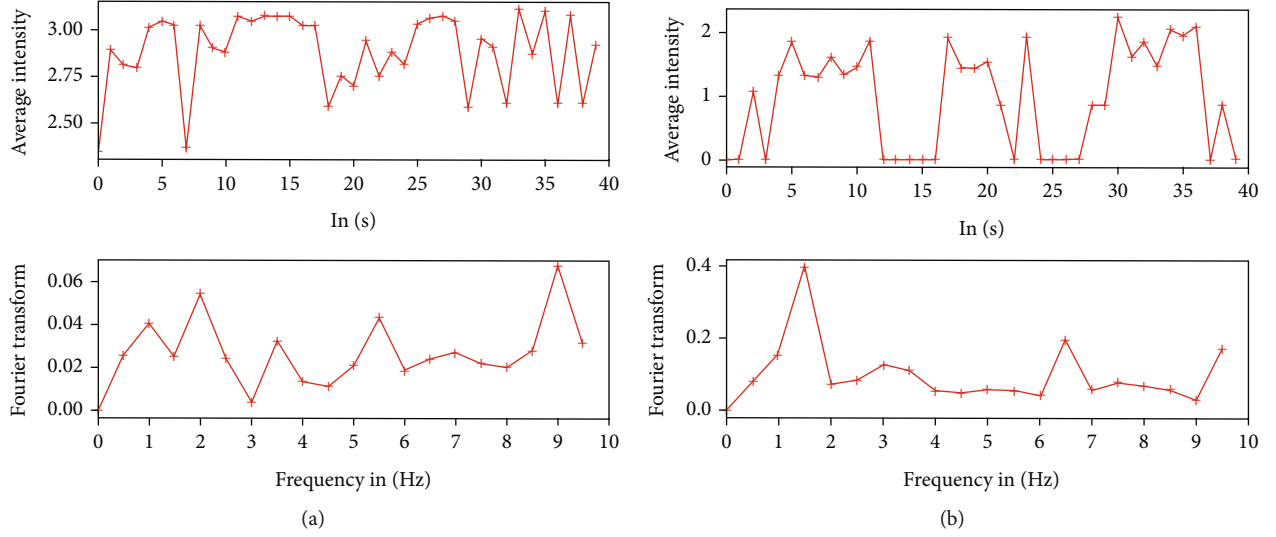 Average intensity
3.00
2.75
2.50
0 5 10 15 20 25 30 35 40
In (s)
Fourier transform
0.06
0.04
0.02
0.00
0 1 2 3 4 5 6 7 8 9 10
Frequency in (Hz)
(a)
Average intensity
2
1
0
0 5 10 15 20 25 30 35 40
In (s)
Fourier transform
0.4
0.2
0.0
0 1 2 3 4 5 6 7 8 9 10
Frequency in (Hz)
(b)